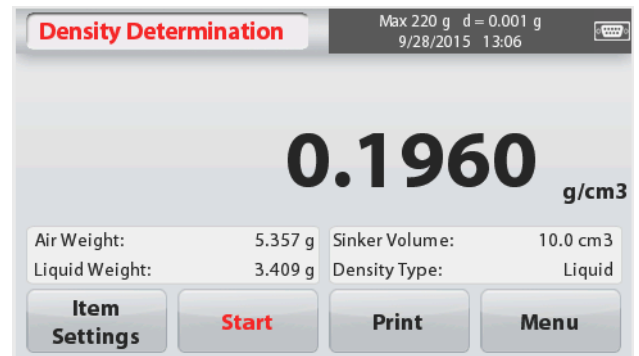 Density Determination
Max 220 g d = 0.001 g
9/28/2015 13:06
0.1960
g/cm3
Air Weight: 5.357 g
Liquid Weight: 3.409 g
Sinker Volume: 10.0 cm3
Density Type: Liquid
Item
Settings
Start
Print
Menu